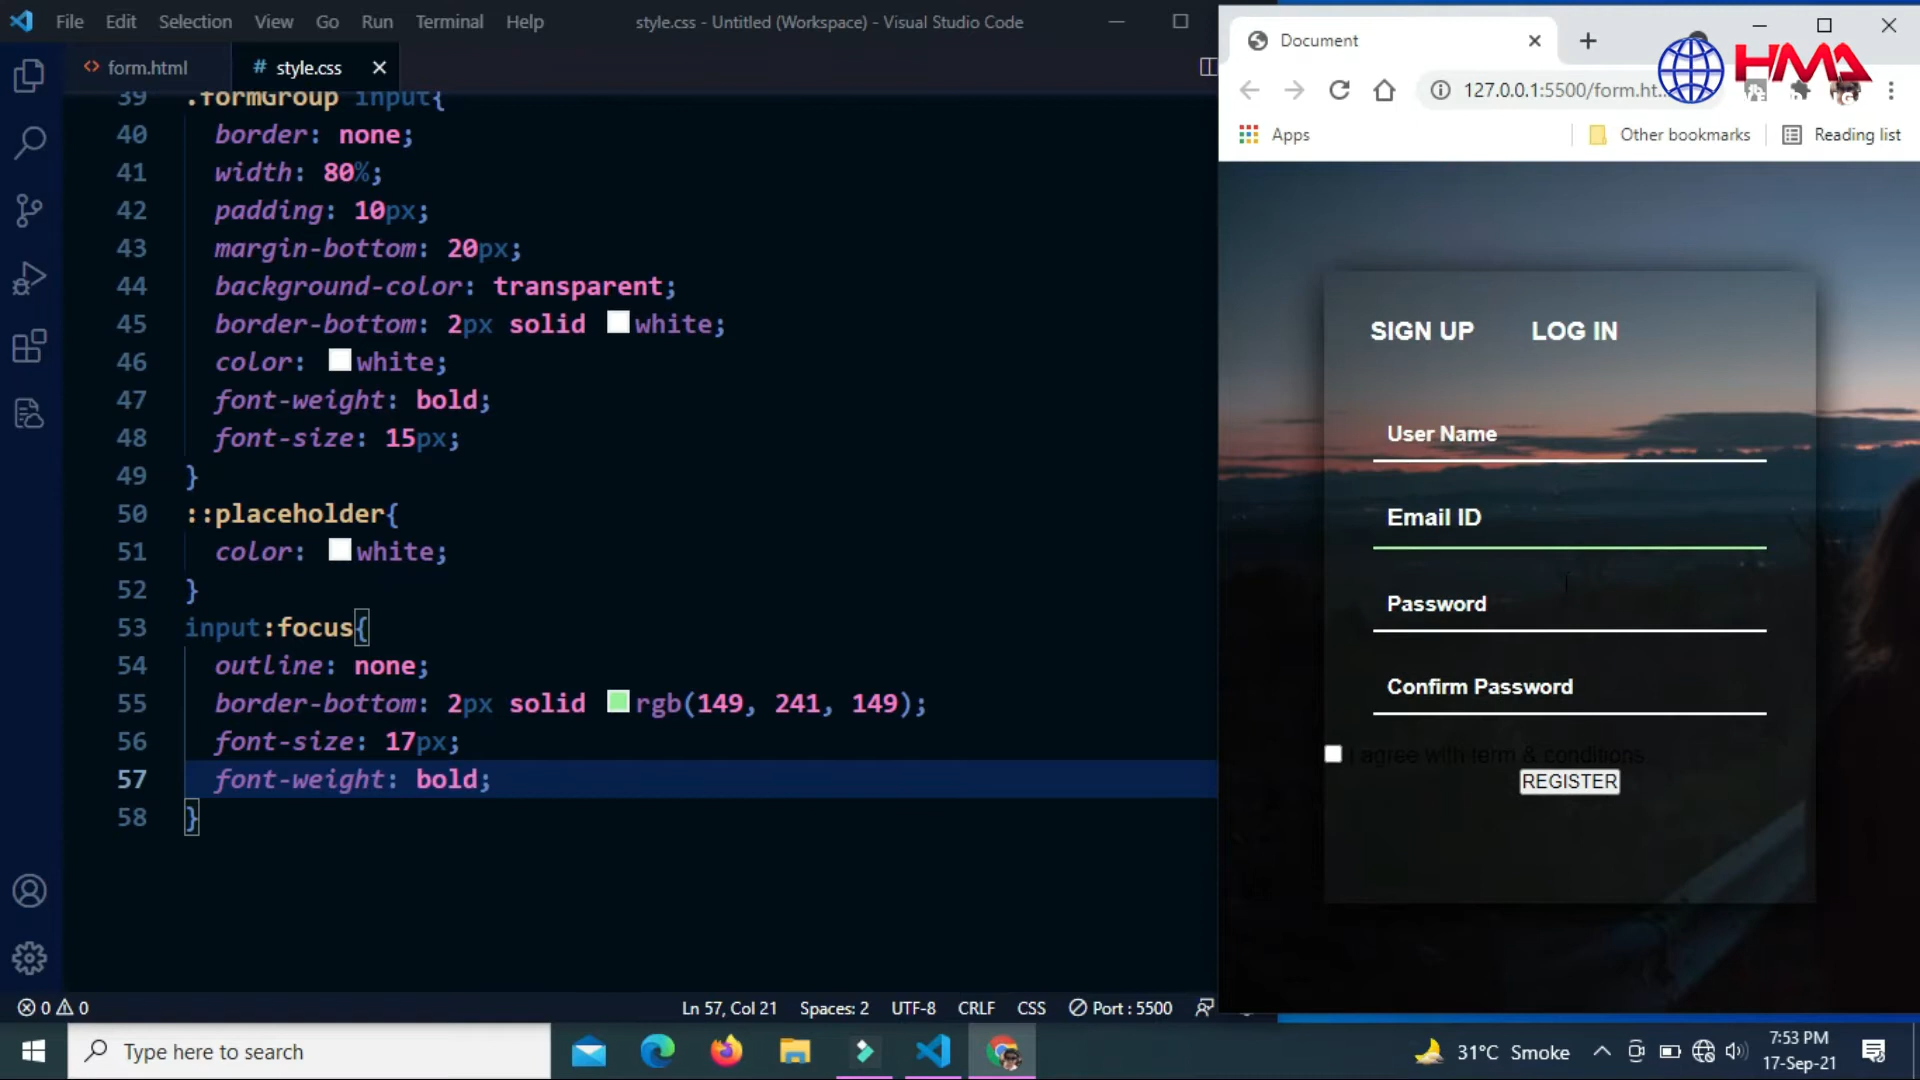 File Edit Selection View Go Run Terminal Help
style.css - Untitled (Workspace) - Visual Studio Code
<> form.html
# style.css
39 .formGroup input{
40 border: none;
41 width: 80%;
42 padding: 10px;
43 margin-bottom: 20px;
44 background-color: transparent;
45 border-bottom: 2px solid white;
46 color: white;
47 font-weight: bold;
48 font-size: 15px;
49 }
50 ::placeholder{
51 color: white;
52 }
53 input:focus{
54 outline: none;
55 border-bottom: 2px solid rgb(149, 241, 149);
56 font-size: 17px;
57 font-weight: bold;
58 }
0 0
Ln 57, Col 21 Spaces: 2 UTF-8 CRLF CSS Port : 5500
Document
127.0.0.1:5500/form.ht...
HMA
Apps
Other bookmarks
Reading list
SIGN UP LOG IN
User Name
Email ID
Password
Confirm Password
I agree with term & conditions.
REGISTER
Type here to search
31°C Smoke
7:53 PM
17-Sep-21